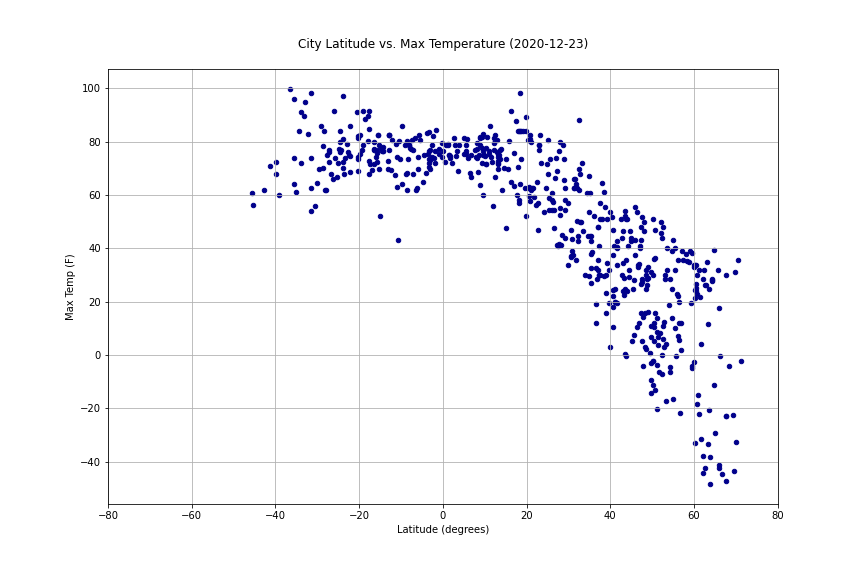 City Latitude vs. Max Temperature (2020-12-23)
100
80
60
40
20
0
−20
−40
Max Temp (F)
−80 −60 −40 −20 0 20 40 60 80
Latitude (degrees)